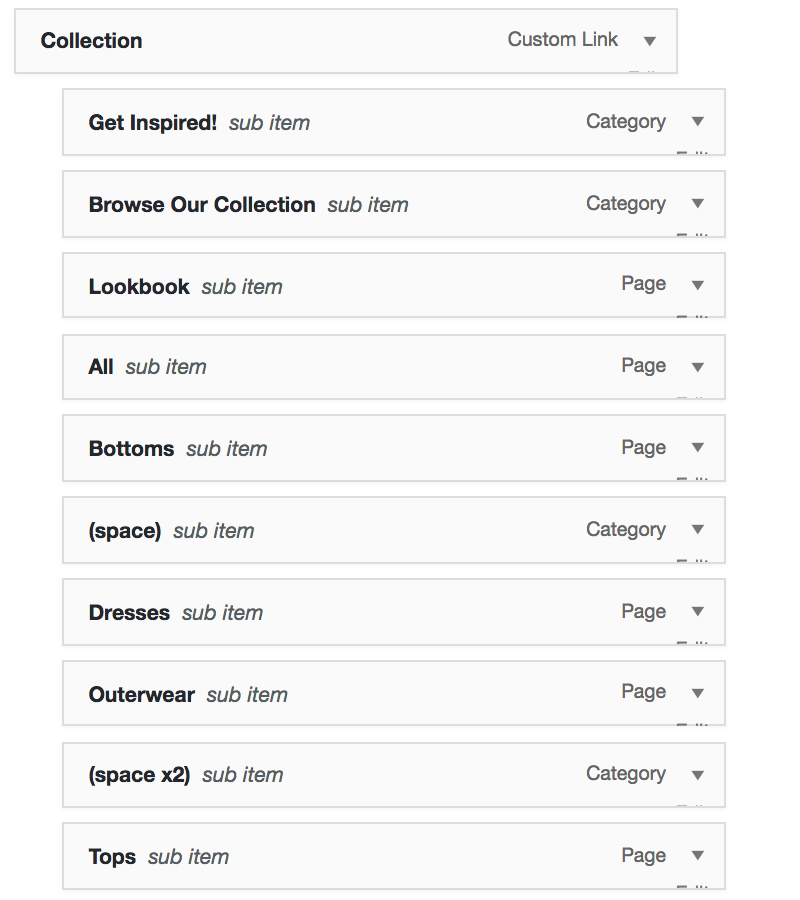 Collection Custom Link
Get Inspired! sub item Category
Browse Our Collection sub item Category
Lookbook sub item Page
All sub item Page
Bottoms sub item Page
(space) sub item Category
Dresses sub item Page
Outerwear sub item Page
(space x2) sub item Category
Tops sub item Page